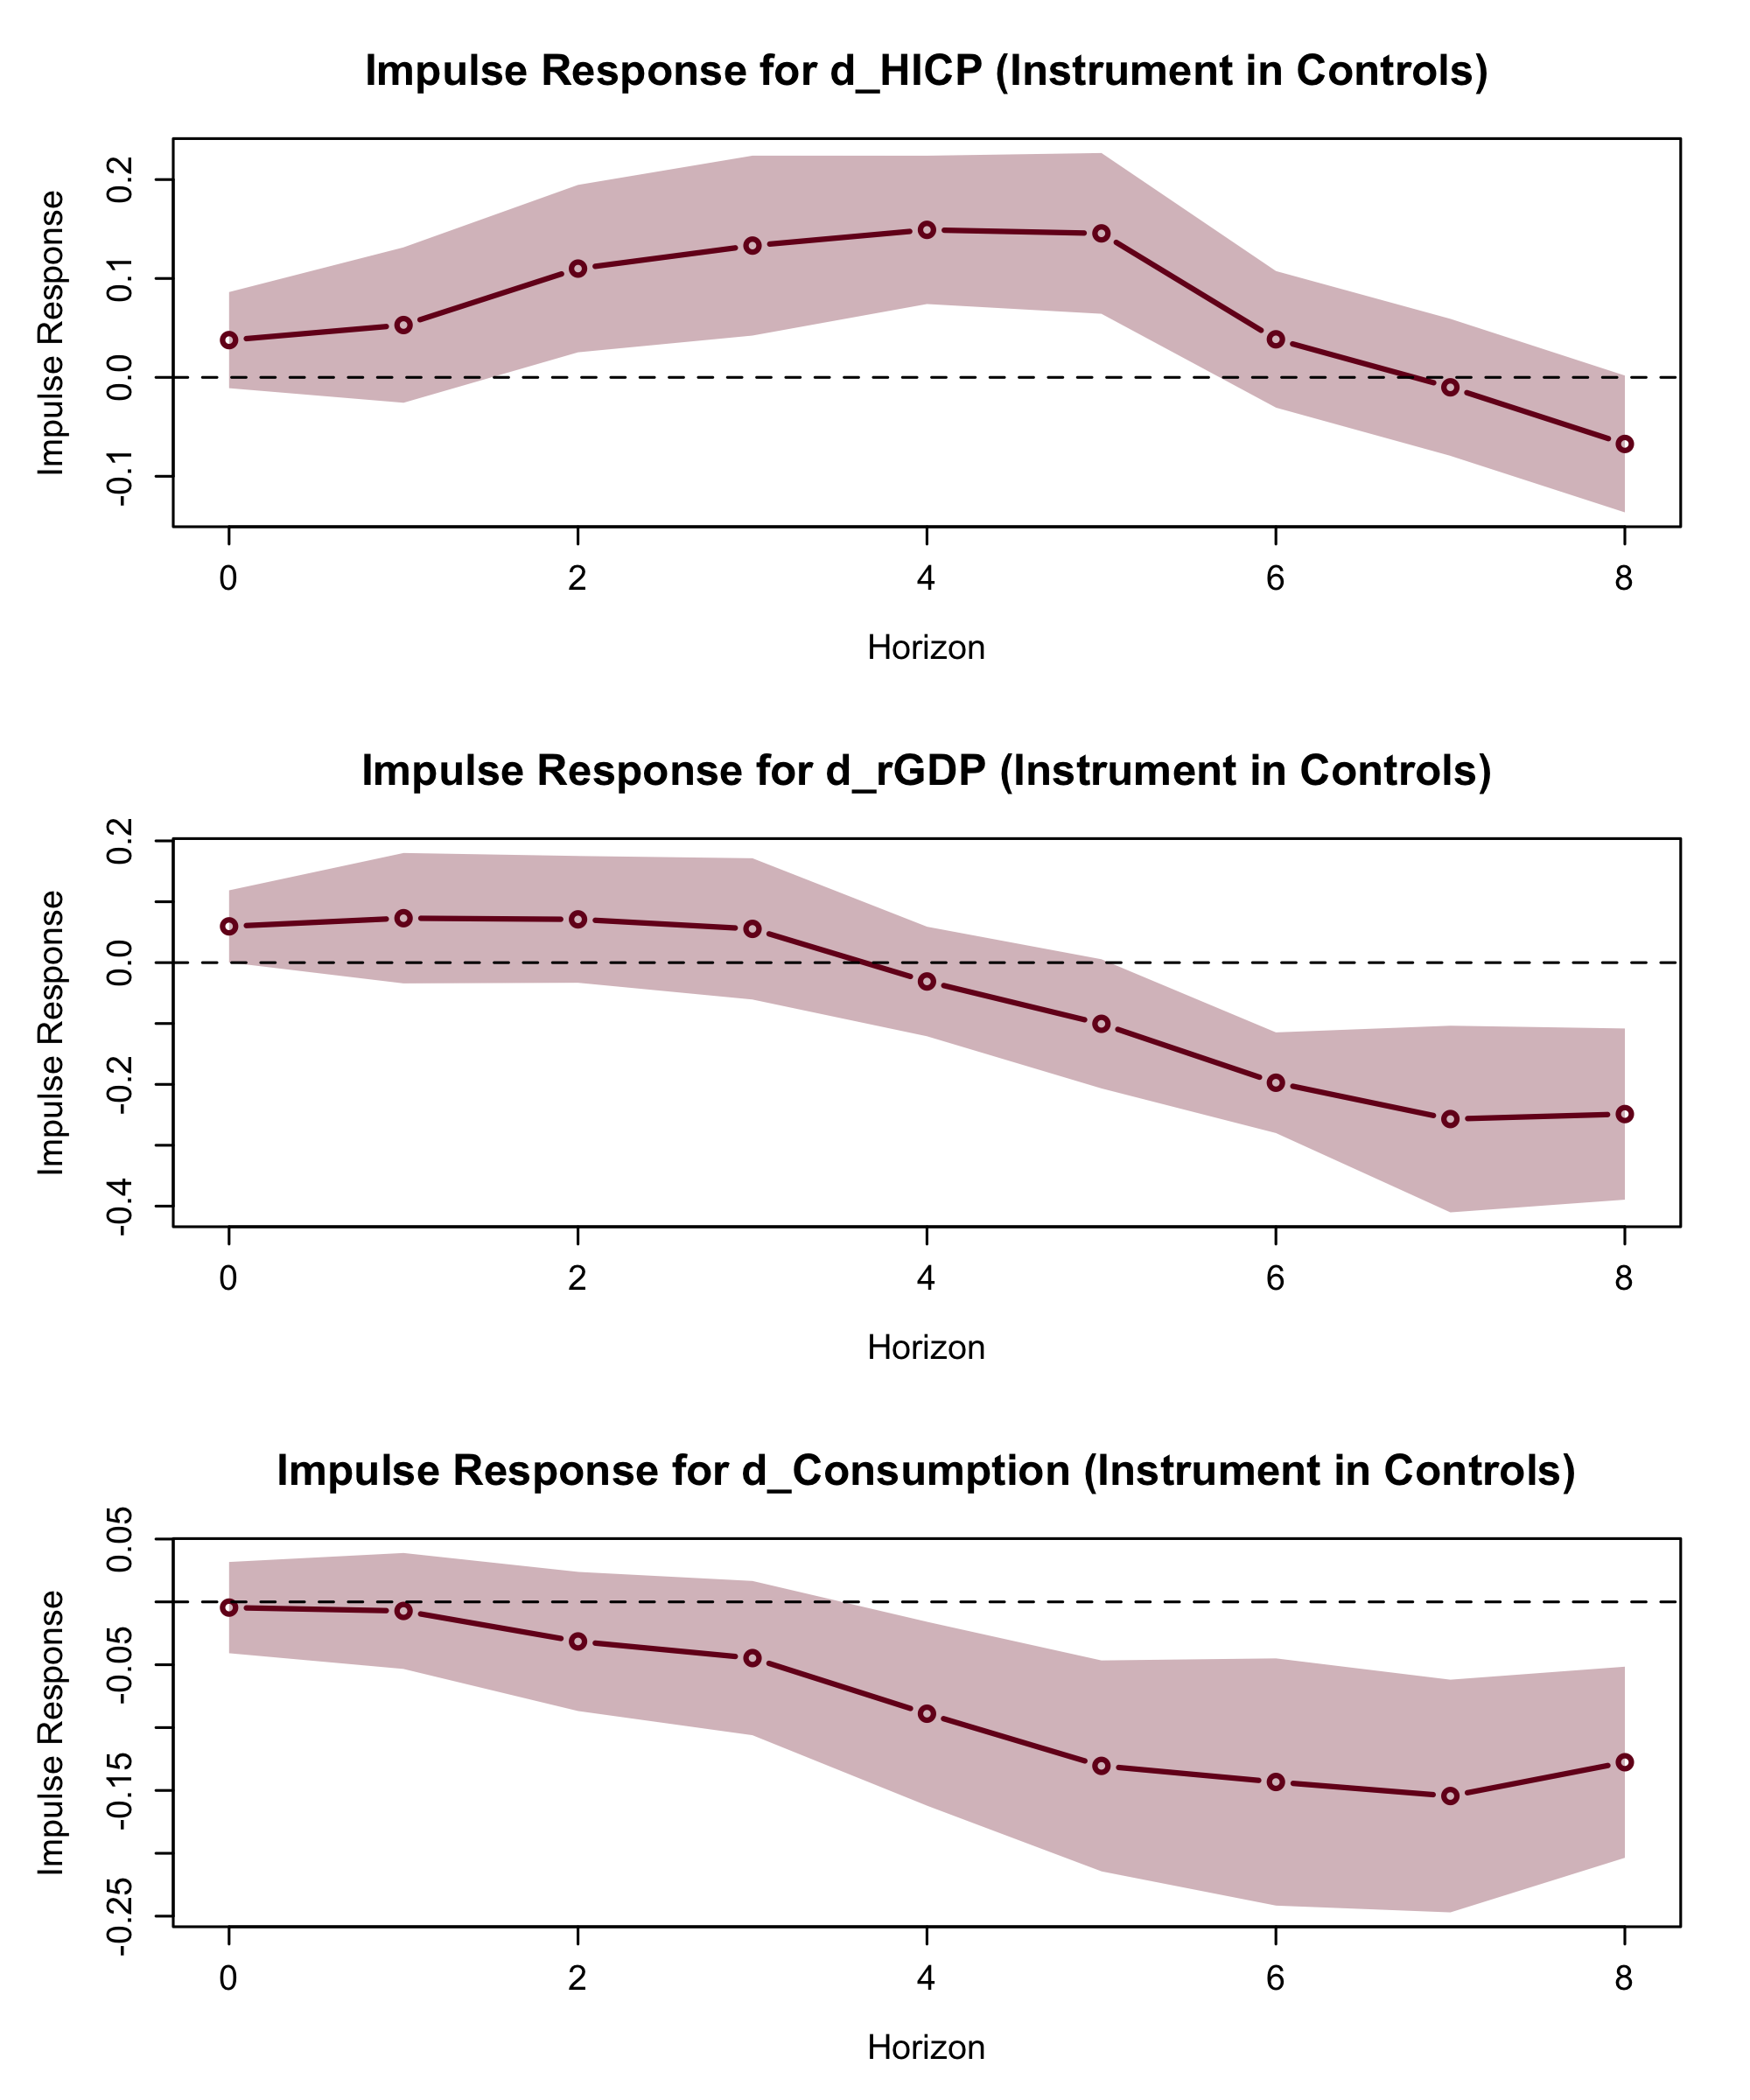 Impulse Response for d_HICP (Instrument in Controls)
Impulse Response
0.2
0.1
0.0
-0.1
0 2 4 6 8
Horizon
Impulse Response for d_rGDP (Instrument in Controls)
Impulse Response
0.2
0.0
-0.2
-0.4
0 2 4 6 8
Horizon
Impulse Response for d_Consumption (Instrument in Controls)
Impulse Response
0.05
-0.05
-0.15
-0.25
0 2 4 6 8
Horizon